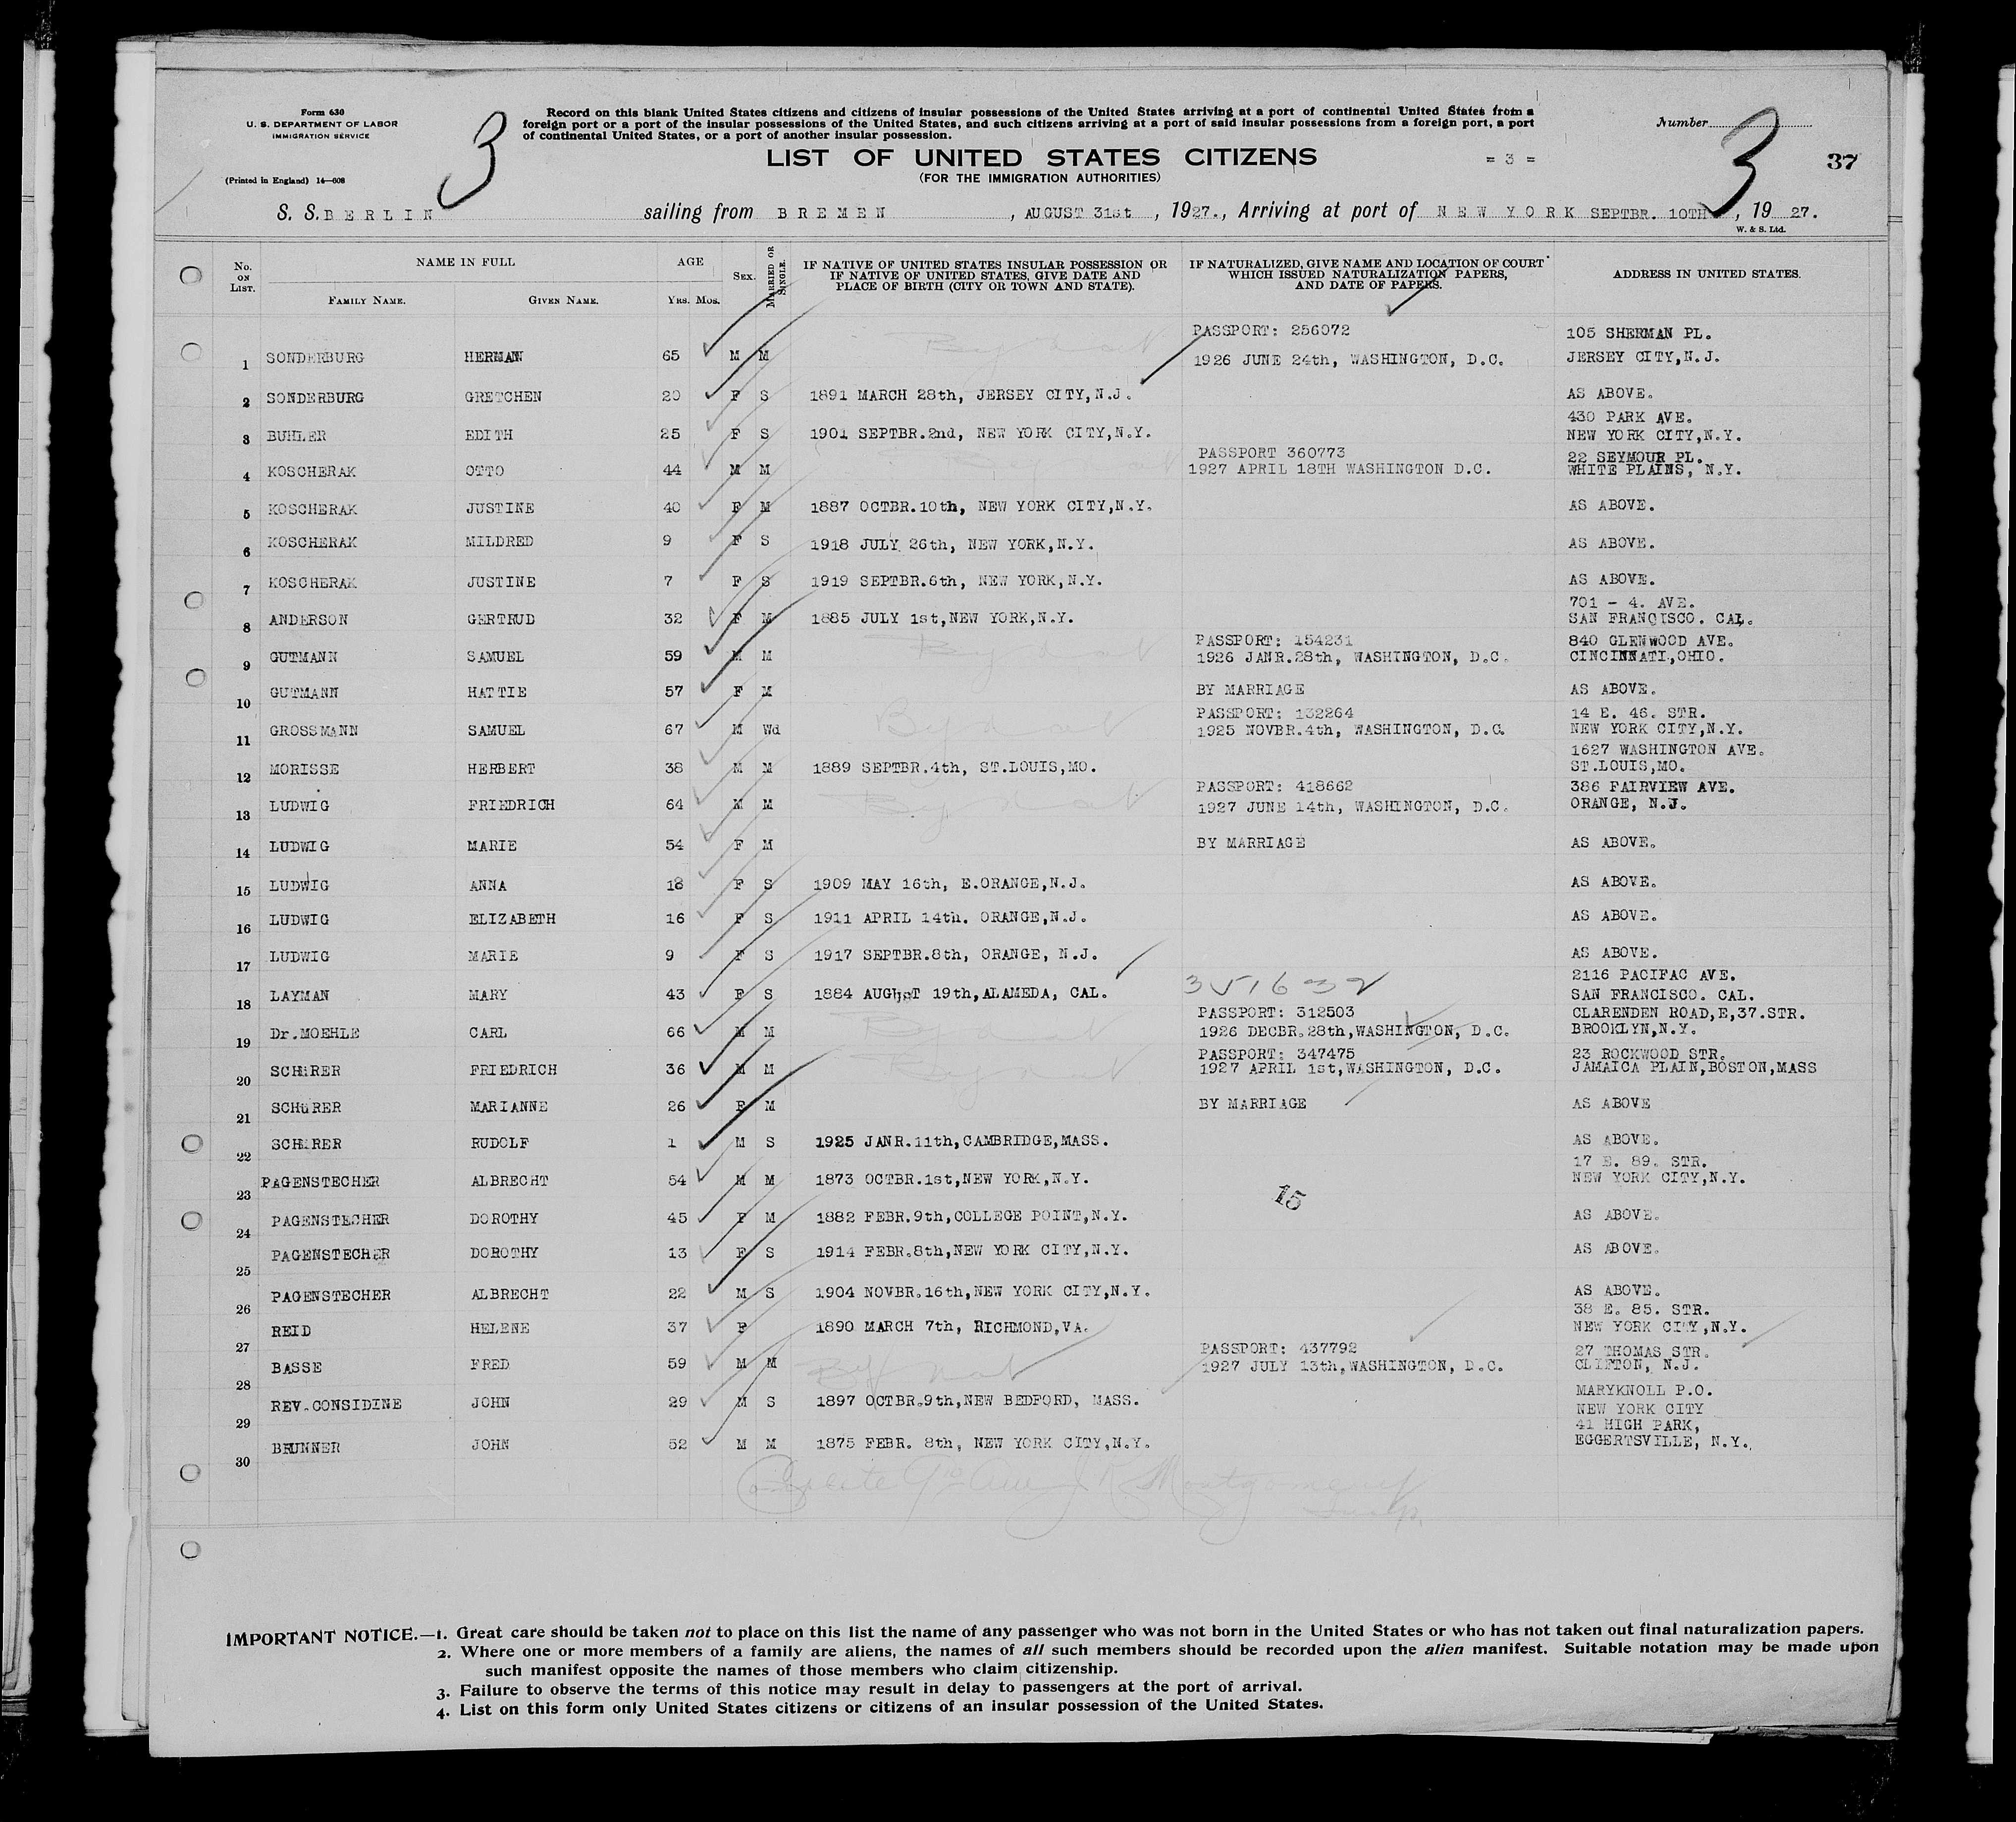 Form 630
U. S. DEPARTMENT OF LABOR
IMMIGRATION SERVICE
(Printed in England) 14—608
3
Record on this blank United States citizens and citizens of insular possessions of the United States arriving at a port of continental United States from a
foreign port or a port of the insular possessions of the United States, and such citizens arriving at a port of said insular possessions from a foreign port, a port
of continental United States, or a port of another insular possession.
Number 3
37
LIST OF UNITED STATES CITIZENS
= 3 =
(FOR THE IMMIGRATION AUTHORITIES)
S. S. BERLIN sailing from BREMEN, AUGUST 31st, 1927., Arriving at port of NEW YORK SEPTBR. 10TH, 19 27.
W. & S. Ltd.
No. ON LIST. NAME IN FULL FAMILY NAME. GIVEN NAME. AGE YRS. MOS. SEX. MARRIED OR SINGLE. IF NATIVE OF UNITED STATES INSULAR POSSESSION OR IF NATIVE OF UNITED STATES, GIVE DATE AND PLACE OF BIRTH (CITY OR TOWN AND STATE). IF NATURALIZED, GIVE NAME AND LOCATION OF COURT WHICH ISSUED NATURALIZATION PAPERS, AND DATE OF PAPERS. ADDRESS IN UNITED STATES.
PASSPORT: 256072 105 SHERMAN PL.
1 SONDERBURG HERMAN 65 M M 1926 JUNE 24th, WASHINGTON, D.C. JERSEY CITY,N.J.
2 SONDERBURG GRETCHEN F S 1891 MARCH 28th, JERSEY CITY,N.J. AS ABOVE.
430 PARK AVE.
3 BUHLER EDITH 25 F S 1901 SEPTBR.2nd, NEW YORK CITY,N.Y. NEW YORK CITY,N.Y.
PASSPORT 360773 22 SEYMOUR PL.
4 KOSCHERAK OTTO 44 M M 1927 APRIL 18TH WASHINGTON D.C. WHITE PLAINS, N.Y.
5 KOSCHERAK JUSTINE 40 F M 1887 OCTBR.10th, NEW YORK CITY,N.Y. AS ABOVE.
6 KOSCHERAK MILDRED 9 F S 1918 JULY 26th, NEW YORK,N.Y. AS ABOVE.
7 KOSCHERAK JUSTINE 7 F S 1919 SEPTBR.6th, NEW YORK,N.Y. AS ABOVE.
701 - 4. AVE.
8 ANDERSON GERTRUD 32 F M 1885 JULY 1st,NEW YORK,N.Y. SAN FRANCISCO. CAL.
By nat PASSPORT: 154231 840 GLENWOOD AVE.
9 GUTMANN SAMUEL 59 M M 1926 JANR.28th, WASHINGTON, D.C. CINCINNATI,OHIO.
10 GUTMANN HATTIE 57 F M BY MARRIAGE AS ABOVE.
PASSPORT: 132264 14 E. 46. STR.
11 GROSSMANN SAMUEL 67 M Wd 1925 NOVBR.4th, WASHINGTON, D.C. NEW YORK CITY,N.Y.
1627 WASHINGTON AVE.
12 MORISSE HERBERT 38 M M 1889 SEPTBR.4th, ST.LOUIS,MO. ST.LOUIS,MO.
PASSPORT: 418662 386 FAIRVIEW AVE.
13 LUDWIG FRIEDRICH 64 M M By nat 1927 JUNE 14th, WASHINGTON, D.C. ORANGE, N.J.
14 LUDWIG MARIE 54 F M BY MARRIAGE AS ABOVE.
15 LUDWIG ANNA 18 F S 1909 MAY 16th, E.ORANGE,N.J. AS ABOVE.
16 LUDWIG ELIZABETH 16 F S 1911 APRIL 14th. ORANGE,N.J. AS ABOVE.
17 LUDWIG MARIE 9 F S 1917 SEPTBR.8th, ORANGE, N.J. AS ABOVE.
351632 2116 PACIFAC AVE.
18 LAYMAN MARY 43 F S 1884 AUGUST 19th,ALAMEDA, CAL. SAN FRANCISCO. CAL.
PASSPORT: 312503 CLARENDEN ROAD,E,37.STR.
19 Dr.MOEHLE CARL 66 M M By nat 1926 DECBR.28th,WASHINGTON, D.C. BROOKLYN,N.Y.
PASSPORT: 347475 23 ROCKWOOD STR.
20 SCHÜRER FRIEDRICH 36 M M By nat 1927 APRIL 1st,WASHINGTON, D.C. JAMAICA PLAIN,BOSTON,MASS
21 SCHÜRER MARIANNE 26 F M BY MARRIAGE AS ABOVE
22 SCHÜRER RUDOLF 1 M S 1925 JANR.11th,CAMBRIDGE,MASS. AS ABOVE.
17 E. 89. STR.
23 PAGENSTECHER ALBRECHT 54 M M 1873 OCTBR.1st,NEW YORK,N.Y. NEW YORK CITY,N.Y.
15
24 PAGENSTECHER DOROTHY 45 F M 1882 FEBR.9th,COLLEGE POINT,N.Y. AS ABOVE.
25 PAGENSTECHER DOROTHY 13 F S 1914 FEBR.8th,NEW YORK CITY,N.Y. AS ABOVE.
26 PAGENSTECHER ALBRECHT 22 M S 1904 NOVBR.16th,NEW YORK CITY,N.Y. AS ABOVE.
38 E. 85. STR.
27 REID HELENE 37 F 1890 MARCH 7th, RICHMOND,VA. NEW YORK CITY,N.Y.
PASSPORT: 437792 27 THOMAS STR.
28 BASSE FRED 59 M M By nat 1927 JULY 13th,WASHINGTON, D.C. CLIFTON, N.J.
MARYKNOLL P.O.
29 REV.CONSIDINE JOHN 29 M S 1897 OCTBR.9th,NEW BEDFORD, MASS. NEW YORK CITY
41 HIGH PARK,
30 BRUNNER JOHN 52 M M 1875 FEBR. 8th, NEW YORK CITY,N.Y. EGGERTSVILLE, N.Y.
Montgomery
Insp.
IMPORTANT NOTICE.—1. Great care should be taken not to place on this list the name of any passenger who was not born in the United States or who has not taken out final naturalization papers.
2. Where one or more members of a family are aliens, the names of all such members should be recorded upon the alien manifest. Suitable notation may be made upon
such manifest opposite the names of those members who claim citizenship.
3. Failure to observe the terms of this notice may result in delay to passengers at the port of arrival.
4. List on this form only United States citizens or citizens of an insular possession of the United States.